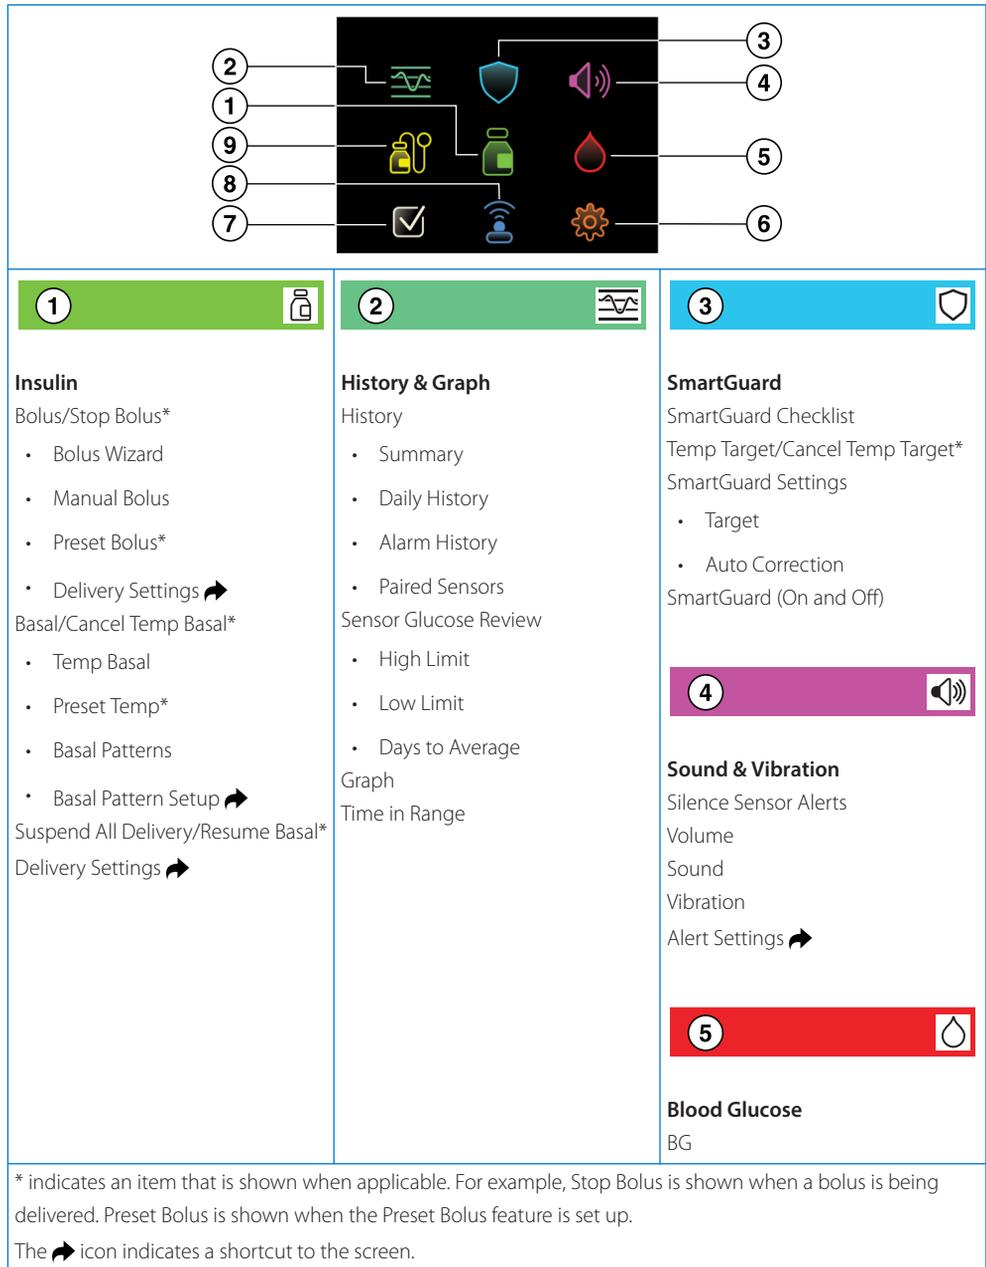 2
1
9
8
7
3
4
5
6
1
Insulin
Bolus/Stop Bolus*
• Bolus Wizard
• Manual Bolus
• Preset Bolus*
• Delivery Settings
Basal/Cancel Temp Basal*
• Temp Basal
• Preset Temp*
• Basal Patterns
• Basal Pattern Setup
Suspend All Delivery/Resume Basal*
Delivery Settings
2
History & Graph
History
• Summary
• Daily History
• Alarm History
• Paired Sensors
Sensor Glucose Review
• High Limit
• Low Limit
• Days to Average
Graph
Time in Range
3
SmartGuard
SmartGuard Checklist
Temp Target/Cancel Temp Target*
SmartGuard Settings
• Target
• Auto Correction
SmartGuard (On and Off)
4
Sound & Vibration
Silence Sensor Alerts
Volume
Sound
Vibration
Alert Settings
5
Blood Glucose
BG
* indicates an item that is shown when applicable. For example, Stop Bolus is shown when a bolus is being
delivered. Preset Bolus is shown when the Preset Bolus feature is set up.
The icon indicates a shortcut to the screen.